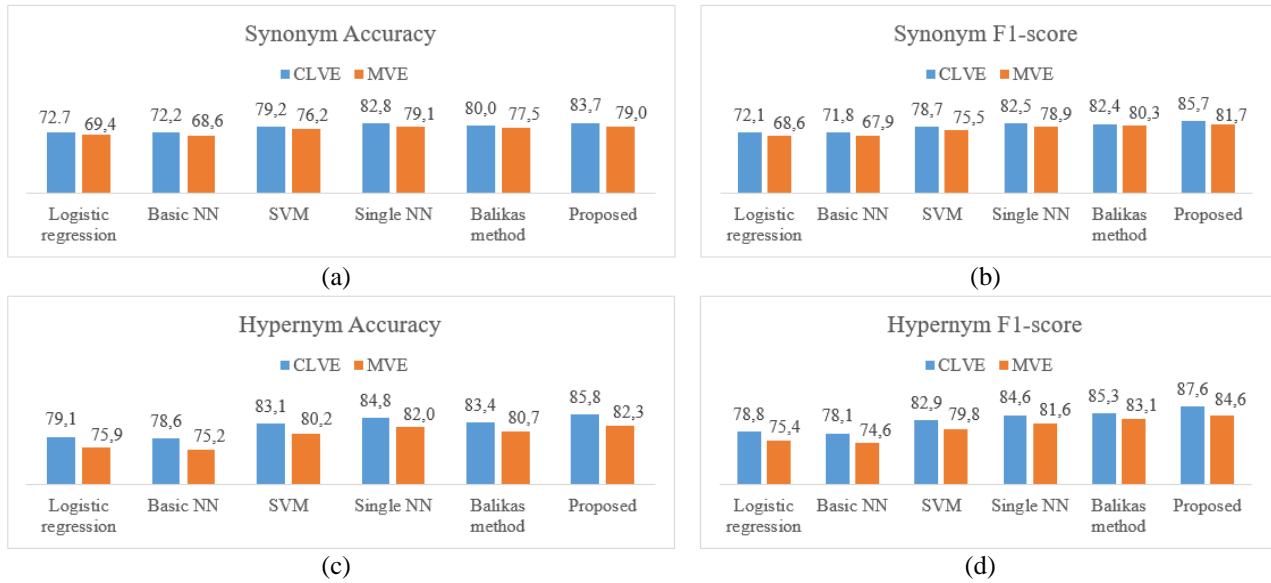 Synonym Accuracy
CLVE MVE
72.7 69,4 72,2 68,6 79,2 76,2 82,8 79,1 80,0 77,5 83,7 79,0
Logistic regression Basic NN SVM Single NN Balikas method Proposed
(a)
Synonym F1-score
CLVE MVE
72,1 68,6 71,8 67,9 78,7 75,5 82,5 78,9 82,4 80,3 85,7 81,7
Logistic regression Basic NN SVM Single NN Balikas method Proposed
(b)
Hypernym Accuracy
CLVE MVE
79,1 75,9 78,6 75,2 83,1 80,2 84,8 82,0 83,4 80,7 85,8 82,3
Logistic regression Basic NN SVM Single NN Balikas method Proposed
(c)
Hypernym F1-score
CLVE MVE
78,8 75,4 78,1 74,6 82,9 79,8 84,6 81,6 85,3 83,1 87,6 84,6
Logistic regression Basic NN SVM Single NN Balikas method Proposed
(d)